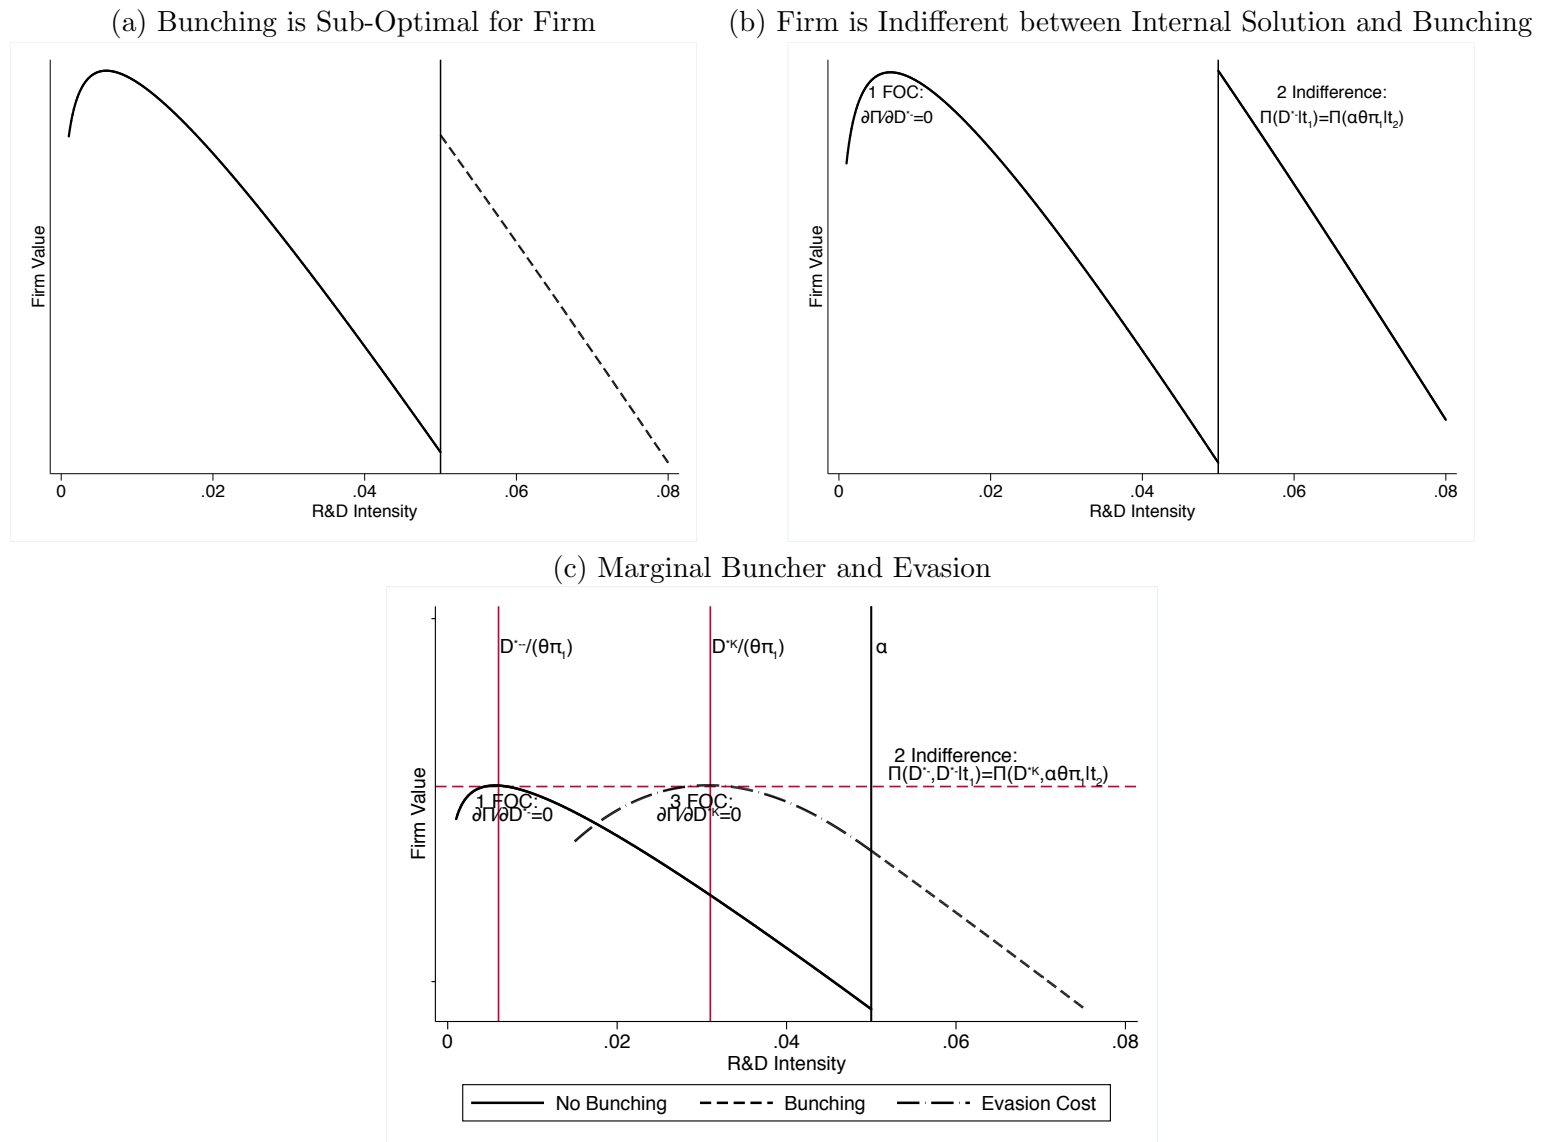 (a) Bunching is Sub-Optimal for Firm
Firm Value
0 .02 .04 .06 .08
R&D Intensity
(b) Firm is Indifferent between Internal Solution and Bunching
1 FOC:
∂Π/∂D*-=0
2 Indifference:
Π(D*-|t1)=Π(αθπ1|t2)
Firm Value
0 .02 .04 .06 .08
R&D Intensity
(c) Marginal Buncher and Evasion
D*--/(θπ1)
D*K/(θπ1)
α
2 Indifference:
Π(D*-,D*-|t1)=Π(D*K,αθπ1|t2)
1 FOC:
∂Π/∂D*-=0
3 FOC:
∂Π/∂D*K=0
Firm Value
0 .02 .04 .06 .08
R&D Intensity
No Bunching
Bunching
Evasion Cost